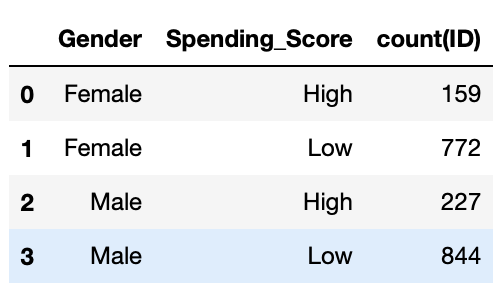 Gender Spending_Score count(ID)
0 Female High 159
1 Female Low 772
2 Male High 227
3 Male Low 844